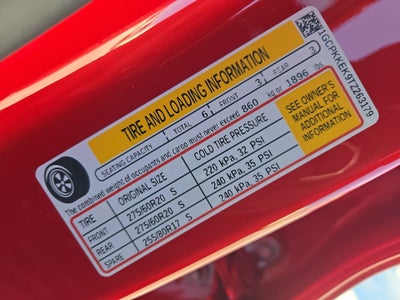 TIRE AND LOADING INFORMATION
SEATING CAPACITY TOTAL 6 FRONT 3 REAR 3
The combined weight of occupants and cargo must never exceed 860 kg or 1896 lbs
TIRE ORIGINAL SIZE COLD TIRE PRESSURE
FRONT 275/60R20 S 220 kPa, 32 PSI
REAR 275/60R20 S 240 kPa, 35 PSI
SPARE 255/80R17 S 240 kPa, 35 PSI
SEE OWNER'S
MANUAL FOR
ADDITIONAL
INFORMATION
1GCPKKEK9TZ263179